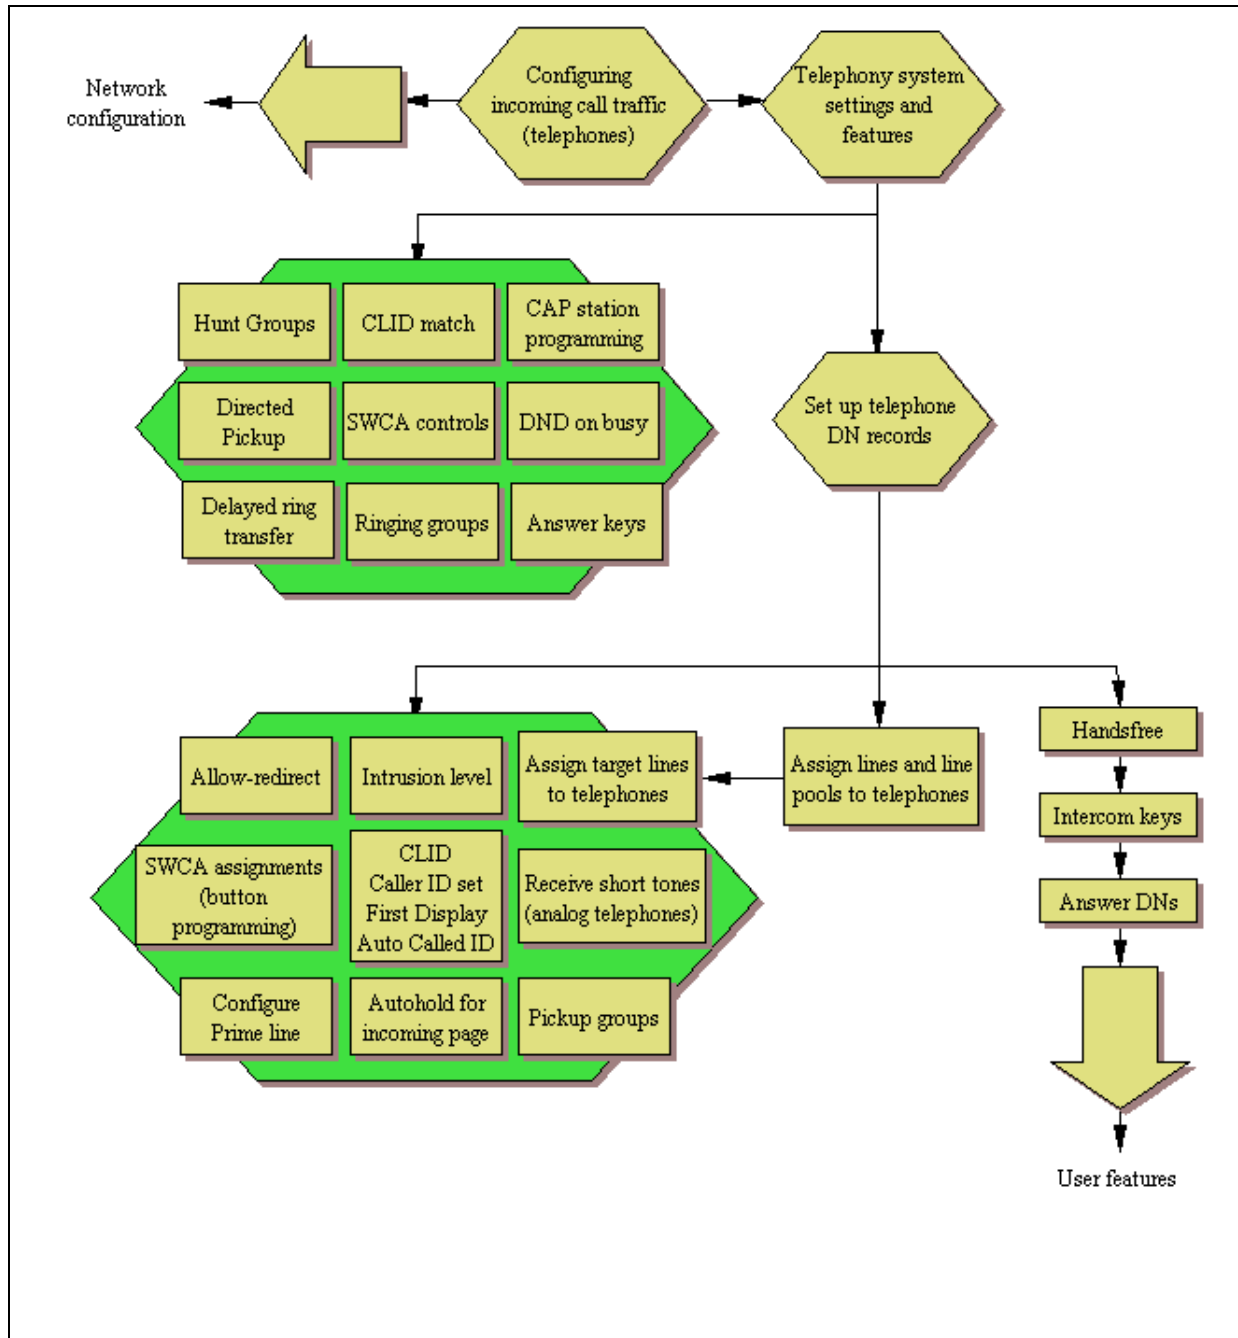 Network
configuration
Configuring
incoming call traffic
(telephones)
Telephony system
settings and
features
Hunt Groups
CLID match
CAP station
programming
Directed
Pickup
SWCA controls
DND on busy
Delayed ring
transfer
Ringing groups
Answer keys
Set up telephone
DN records
Allow-redirect
Intrusion level
Assign target lines
to telephones
Assign lines and line
pools to telephones
SWCA assignments
(button
programming)
CLID
Caller ID set
First Display
Auto Called ID
Receive short tones
(analog telephones)
Configure
Prime line
Autohold for
incoming page
Pickup groups
Handsfree
Intercom keys
Answer DNs
User features